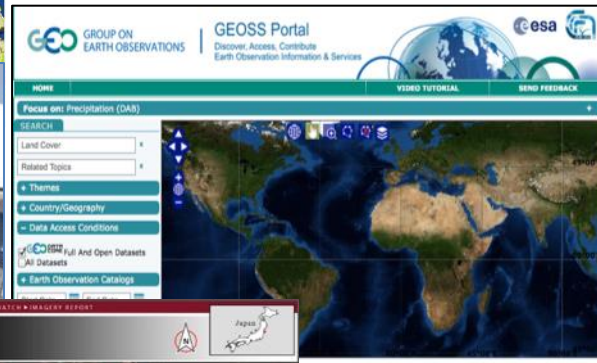 GEO GROUP ON
EARTH OBSERVATIONS
GEOSS Portal
Discover, Access, Contribute
Earth Observation Information & Services
esa
HOME
VIDEO TUTORIAL
SEND FEEDBACK
Focus on: Precipitation (DAB)
SEARCH
Land Cover
Related Topics
+ Themes
+ Country/Geography
− Data Access Conditions
GEO Full And Open Datasets
All Datasets
+ Earth Observation Catalogs
IMAGERY REPORT
Japan